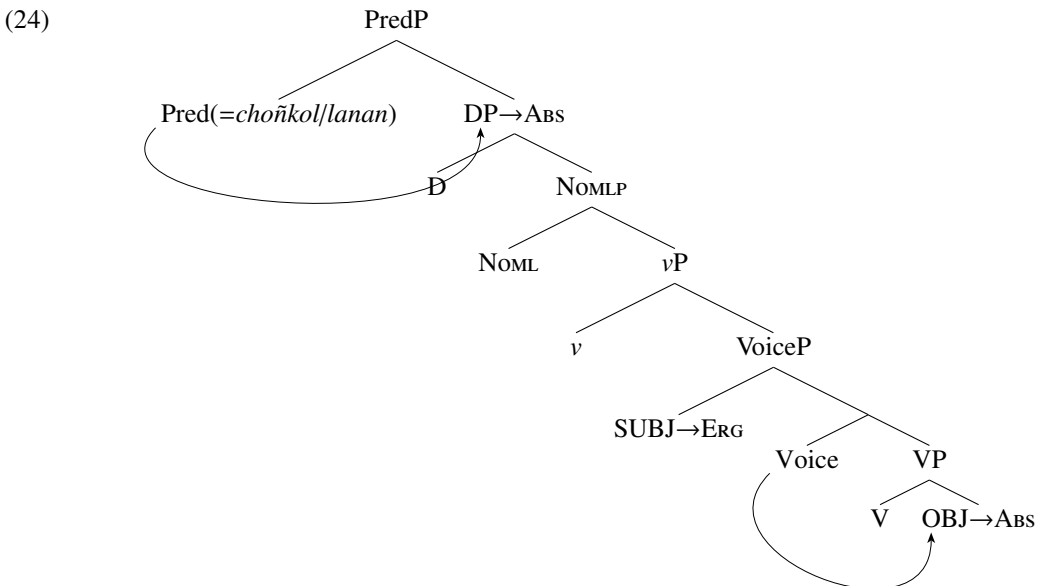 (24)
PredP
Pred(=choñkol/lanan) DP→Abs
D NomlP
Noml vP
v VoiceP
SUBJ→Erg
Voice VP
V OBJ→Abs